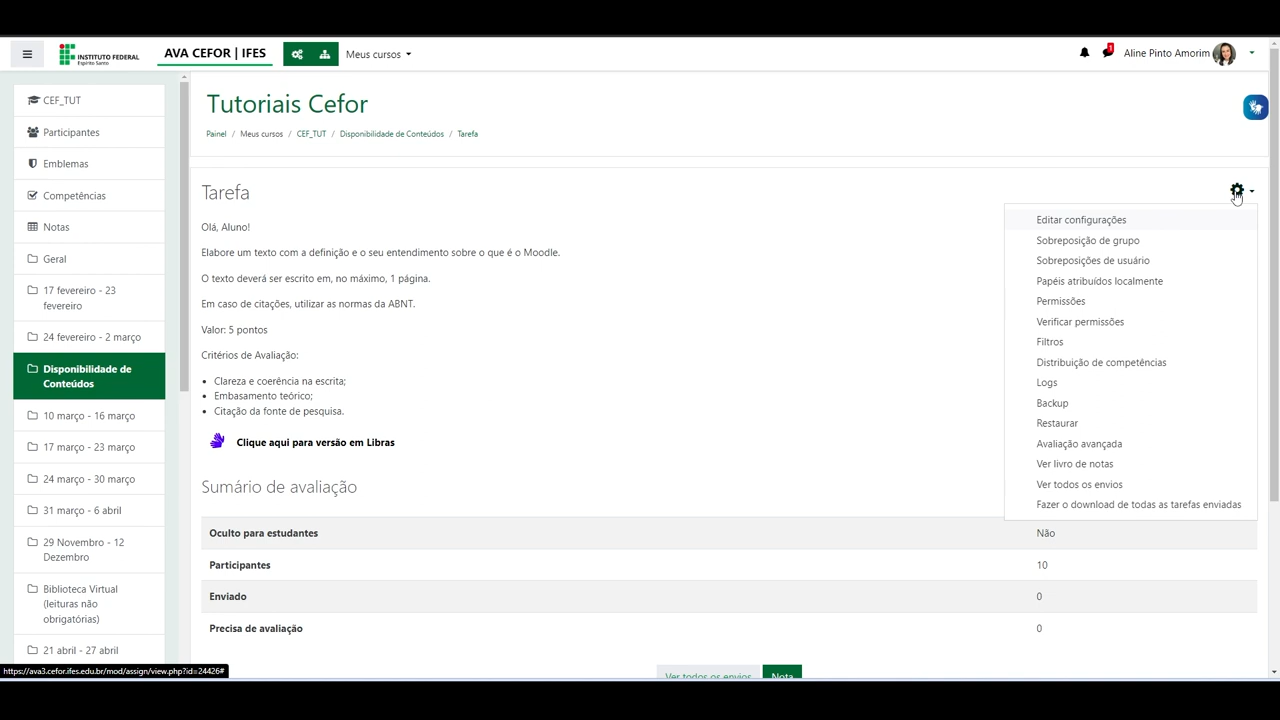 INSTITUTO FEDERAL
Espírito Santo
AVA CEFOR | IFES
Meus cursos
1
Aline Pinto Amorim
CEF_TUT
Participantes
Emblemas
Competências
Notas
Geral
17 fevereiro - 23
fevereiro
24 fevereiro - 2 março
Disponibilidade de
Conteúdos
10 março - 16 março
17 março - 23 março
24 março - 30 março
31 março - 6 abril
29 Novembro - 12
Dezembro
Biblioteca Virtual
(leituras não
obrigatórias)
21 abril - 27 abril
Tutoriais Cefor
Painel / Meus cursos / CEF_TUT / Disponibilidade de Conteúdos / Tarefa
Tarefa
Olá, Aluno!
Elabore um texto com a definição e o seu entendimento sobre o que é o Moodle.
O texto deverá ser escrito em, no máximo, 1 página.
Em caso de citações, utilizar as normas da ABNT.
Valor: 5 pontos
Critérios de Avaliação:
Clareza e coerência na escrita;
Embasamento teórico;
Citação da fonte de pesquisa.
Clique aqui para versão em Libras
Editar configurações
Sobreposição de grupo
Sobreposições de usuário
Papéis atribuídos localmente
Permissões
Verificar permissões
Filtros
Distribuição de competências
Logs
Backup
Restaurar
Avaliação avançada
Ver livro de notas
Ver todos os envios
Fazer o download de todas as tarefas enviadas
Sumário de avaliação
Oculto para estudantes Não
Participantes 10
Enviado 0
Precisa de avaliação 0
Ver todos os envios Nota
https://ava3.cefor.ifes.edu.br/mod/assign/view.php?id=24426#